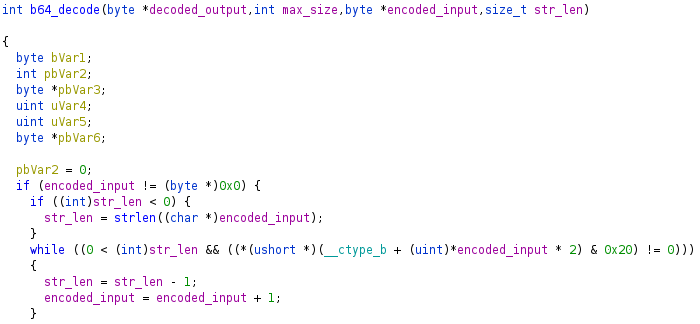 int b64_decode(byte *decoded_output,int max_size,byte *encoded_input,size_t str_len)
{
byte bVar1;
int pbVar2;
byte *pbVar3;
uint uVar4;
uint uVar5;
byte *pbVar6;
pbVar2 = 0;
if (encoded_input != (byte *)0x0) {
if ((int)str_len < 0) {
str_len = strlen((char *)encoded_input);
}
while ((0 < (int)str_len && ((*(ushort *)(__ctype_b + (uint)*encoded_input * 2) & 0x20) != 0)))
{
str_len = str_len - 1;
encoded_input = encoded_input + 1;
}